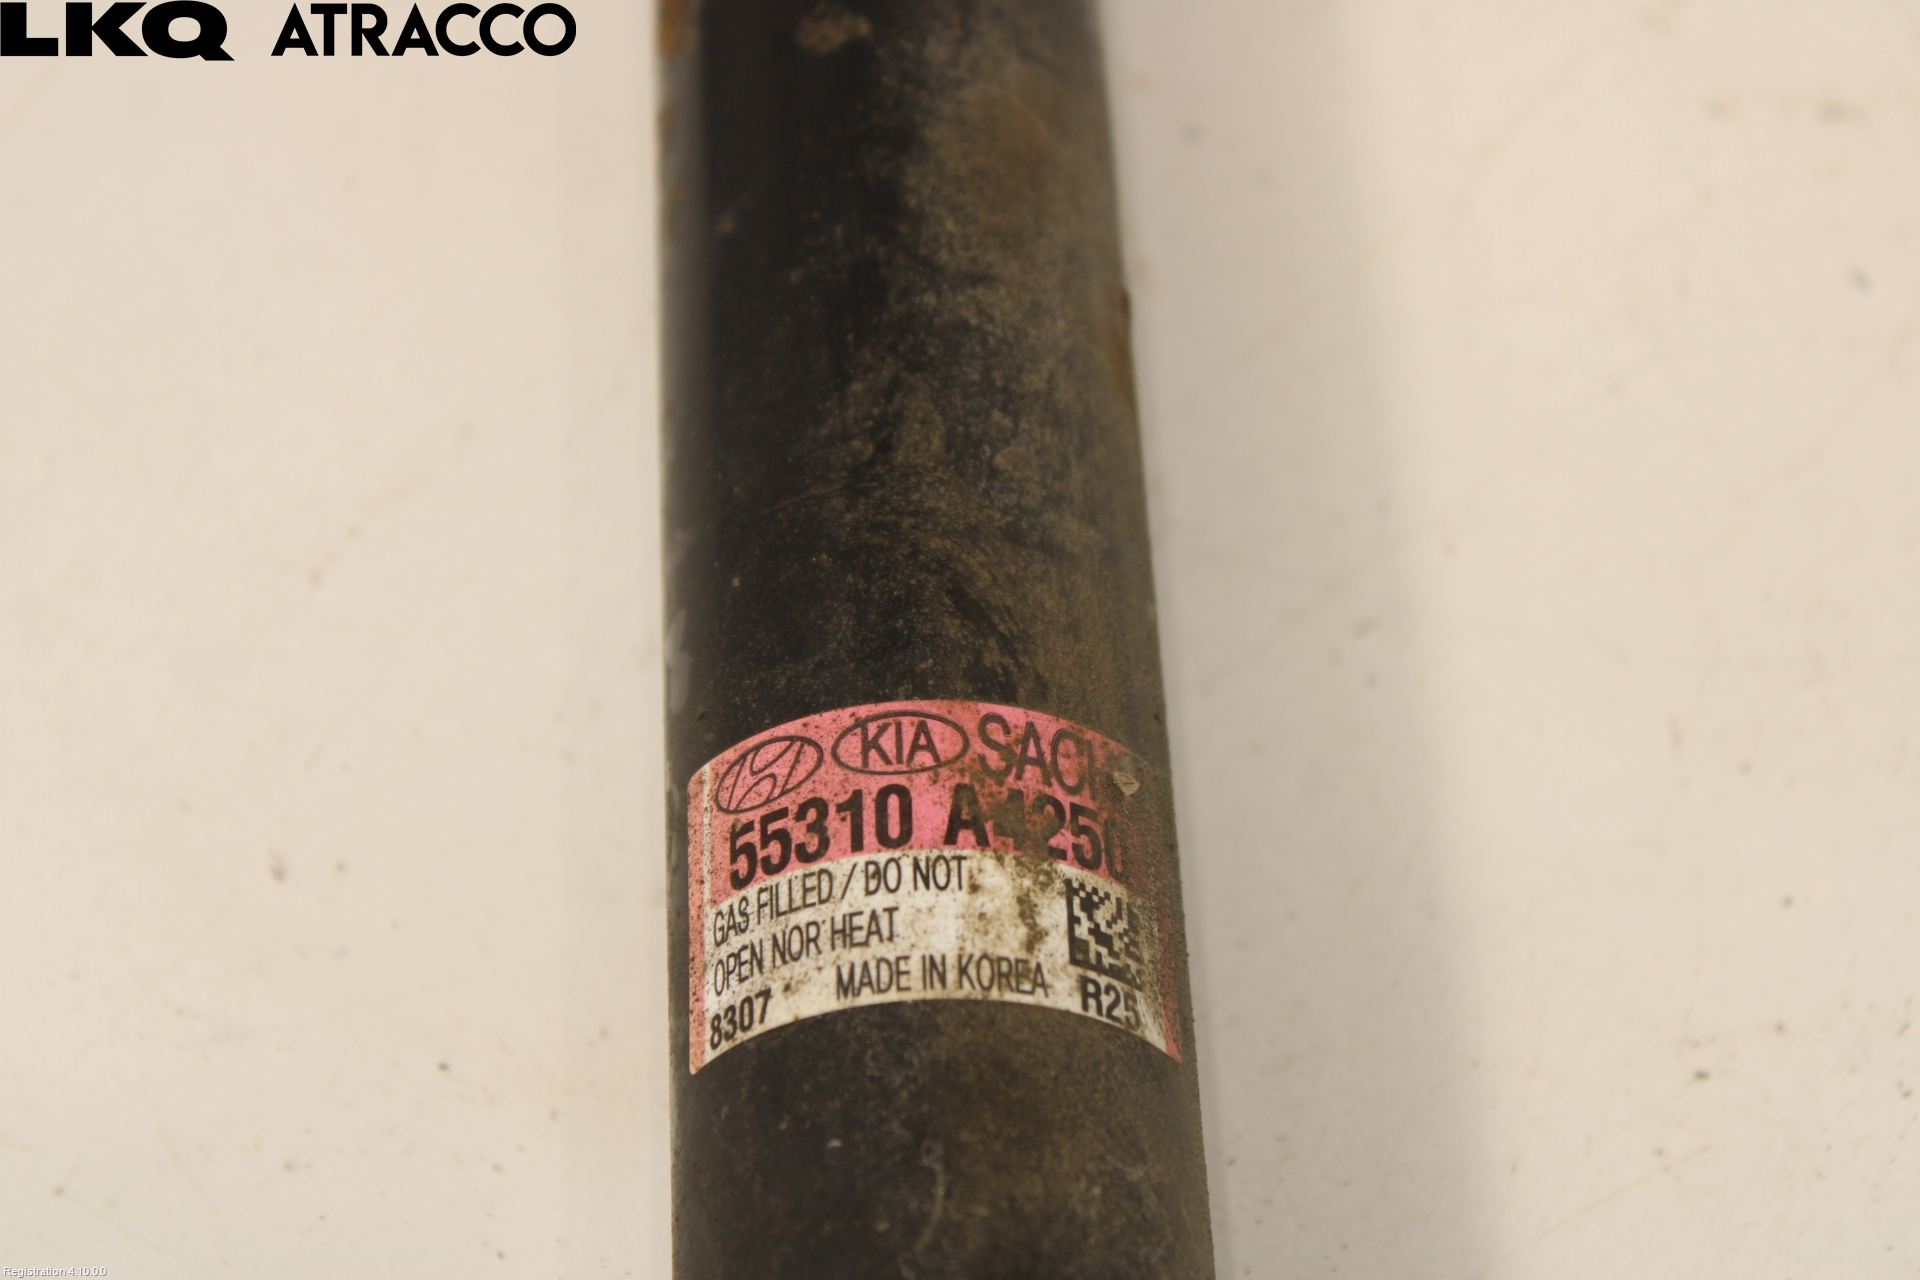 LKQ ATRACCO
KIA SACHS
55310 A4250
GAS FILLED / DO NOT
OPEN NOR HEAT
8307 MADE IN KOREA R25
Registration 4.10.0.0